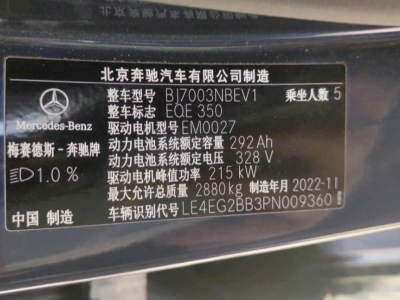 北京奔驰汽车有限公司制造
整车型号 BJ7003NBEV1 乘坐人数 5
整车标志 EQE 350
驱动电机型号 EM0027
动力电池系统额定容量 292Ah
动力电池系统额定电压 328 V
驱动电机峰值功率 215 kW
最大允许总质量 2880kg 制造年月 2022-11
车辆识别代号 LE4EG2BB3PN009360
Mercedes-Benz
梅赛德斯-奔驰牌
1.0 %
中国 制造